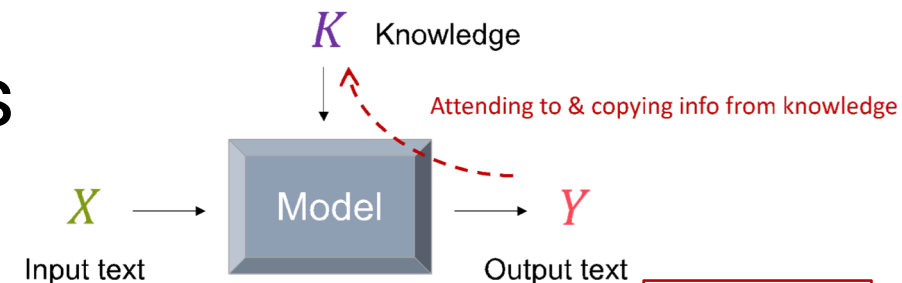 K Knowledge
s
Attending to & copying info from knowledge
X
Model
Y
Input text
Output text